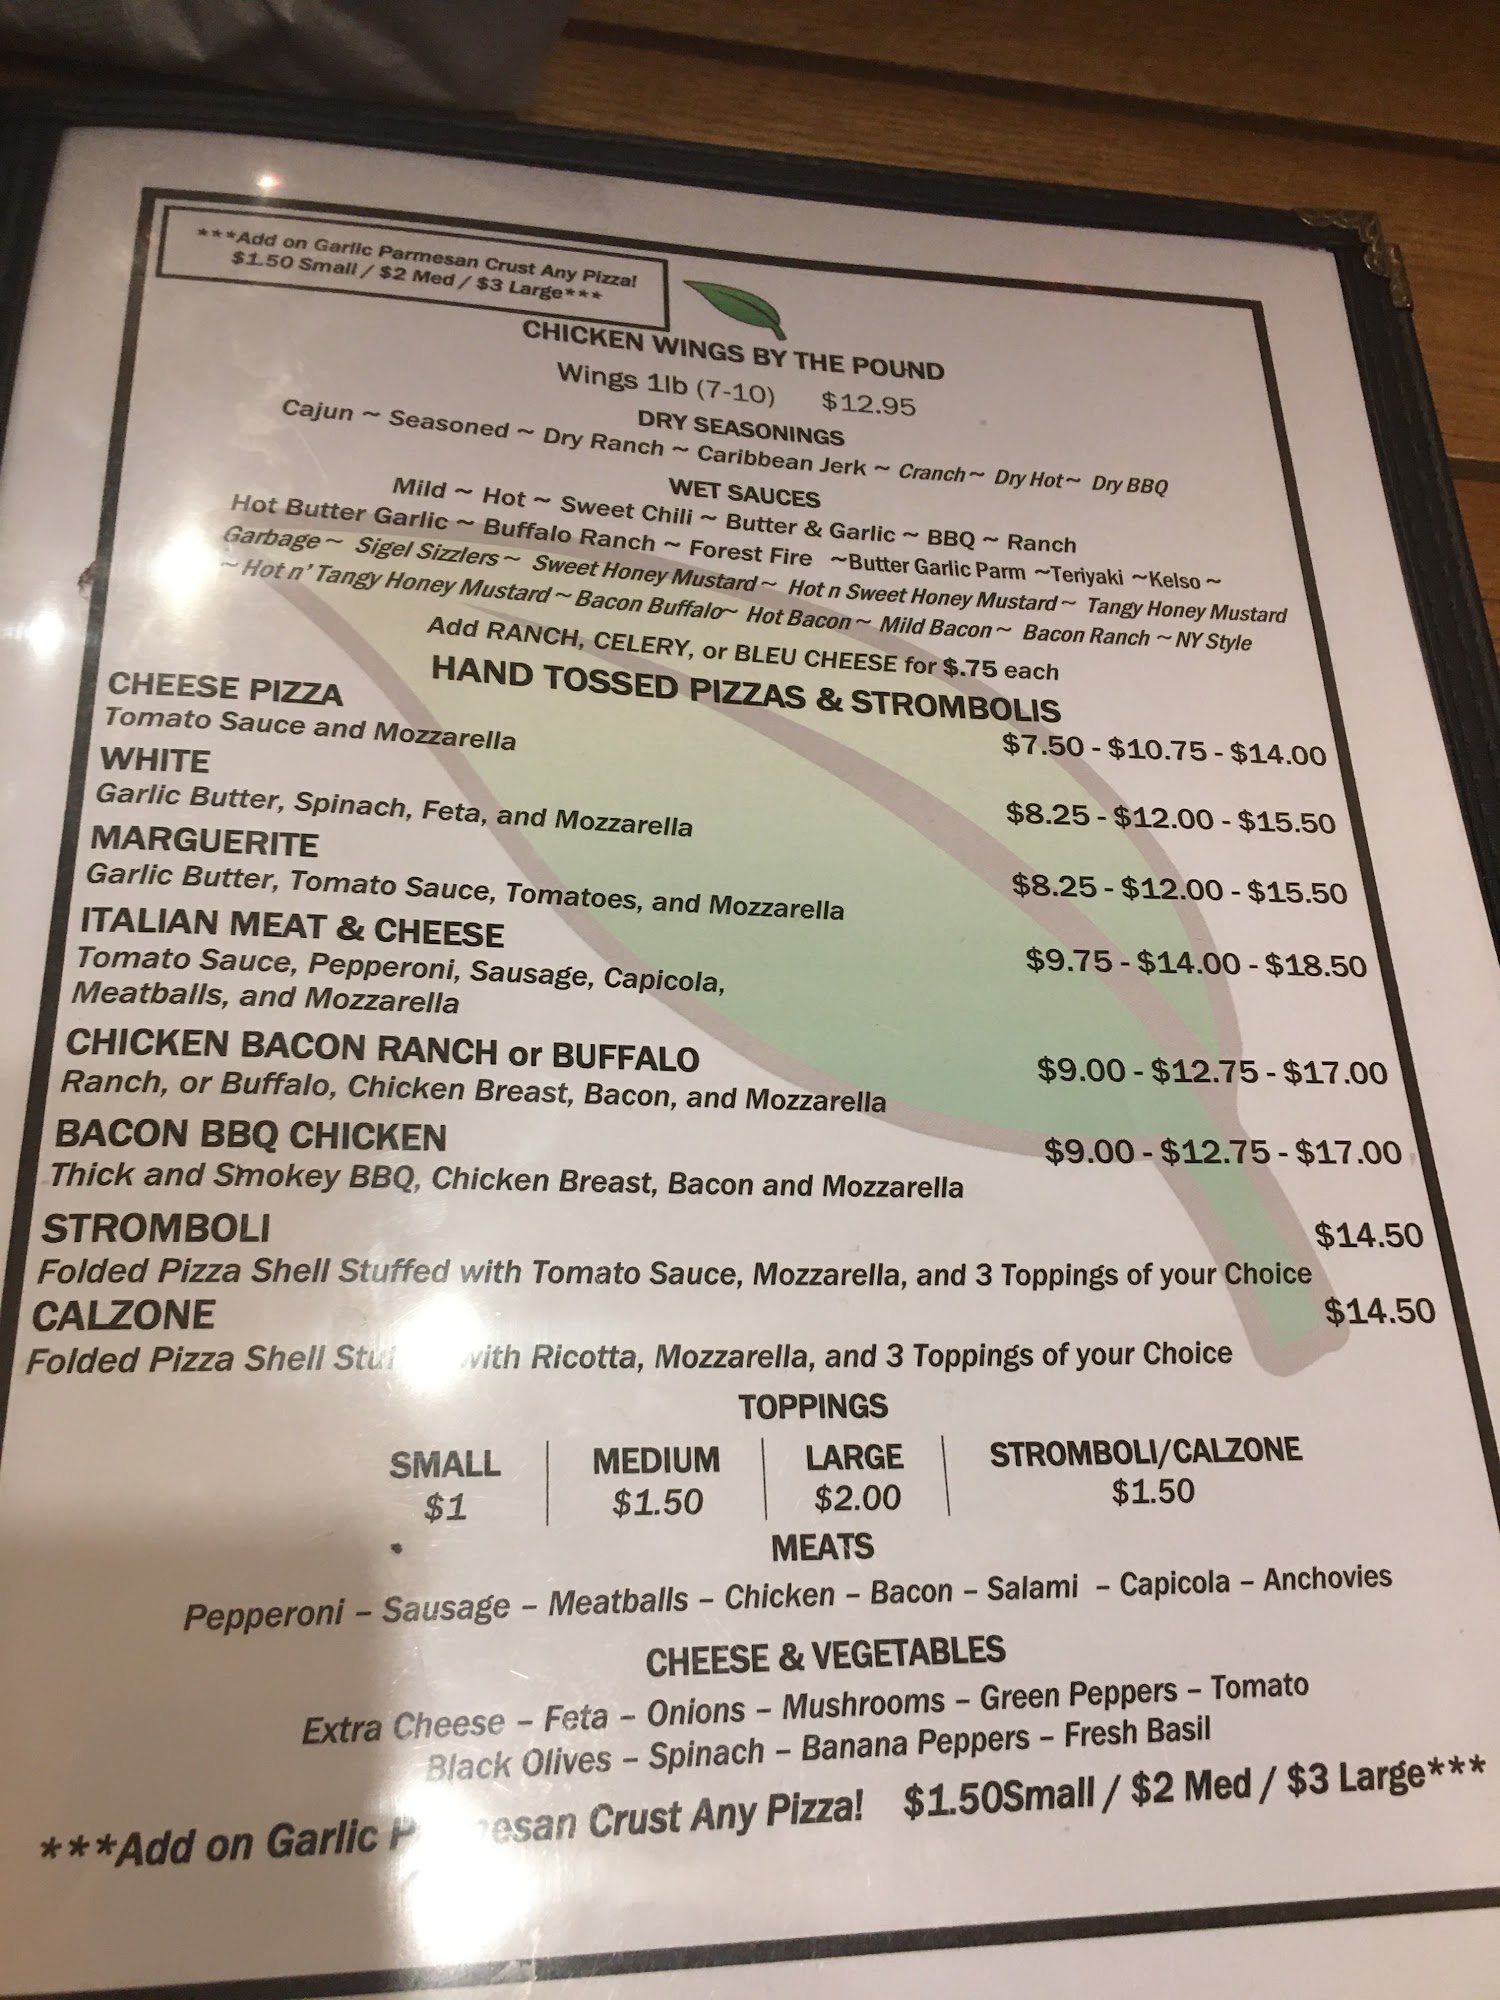 ***Add on Garlic Parmesan Crust Any Pizza!
$1.50 Small / $2 Med / $3 Large***
CHICKEN WINGS BY THE POUND
Wings 1lb (7-10) $12.95
DRY SEASONINGS
Cajun ~ Seasoned ~ Dry Ranch ~ Caribbean Jerk ~ Cranch~ Dry Hot~ Dry BBQ
WET SAUCES
Mild ~ Hot ~ Sweet Chili ~ Butter & Garlic ~ BBQ ~ Ranch
Hot Butter Garlic ~ Buffalo Ranch ~ Forest Fire ~Butter Garlic Parm ~Teriyaki ~Kelso ~
Garbage ~ Sigel Sizzlers ~ Sweet Honey Mustard ~ Hot n Sweet Honey Mustard ~ Tangy Honey Mustard
~ Hot n' Tangy Honey Mustard ~ Bacon Buffalo~ Hot Bacon ~ Mild Bacon ~ Bacon Ranch ~ NY Style
Add RANCH, CELERY, or BLEU CHEESE for $.75 each
HAND TOSSED PIZZAS & STROMBOLIS
CHEESE PIZZA $7.50 - $10.75 - $14.00
Tomato Sauce and Mozzarella
WHITE $8.25 - $12.00 - $15.50
Garlic Butter, Spinach, Feta, and Mozzarella
MARGUERITE $8.25 - $12.00 - $15.50
Garlic Butter, Tomato Sauce, Tomatoes, and Mozzarella
ITALIAN MEAT & CHEESE $9.75 - $14.00 - $18.50
Tomato Sauce, Pepperoni, Sausage, Capicola,
Meatballs, and Mozzarella
CHICKEN BACON RANCH or BUFFALO $9.00 - $12.75 - $17.00
Ranch, or Buffalo, Chicken Breast, Bacon, and Mozzarella
BACON BBQ CHICKEN $9.00 - $12.75 - $17.00
Thick and Smokey BBQ, Chicken Breast, Bacon and Mozzarella
STROMBOLI $14.50
Folded Pizza Shell Stuffed with Tomato Sauce, Mozzarella, and 3 Toppings of your Choice
CALZONE $14.50
Folded Pizza Shell with Ricotta, Mozzarella, and 3 Toppings of your Choice
TOPPINGS
SMALL MEDIUM LARGE STROMBOLI/CALZONE
$1 $1.50 $2.00 $1.50
MEATS
Pepperoni – Sausage – Meatballs – Chicken – Bacon – Salami – Capicola – Anchovies
CHEESE & VEGETABLES
Extra Cheese – Feta – Onions – Mushrooms – Green Peppers – Tomato
Black Olives – Spinach – Banana Peppers – Fresh Basil
***Add on Garlic Crust Any Pizza! $1.50Small / $2 Med / $3 Large***